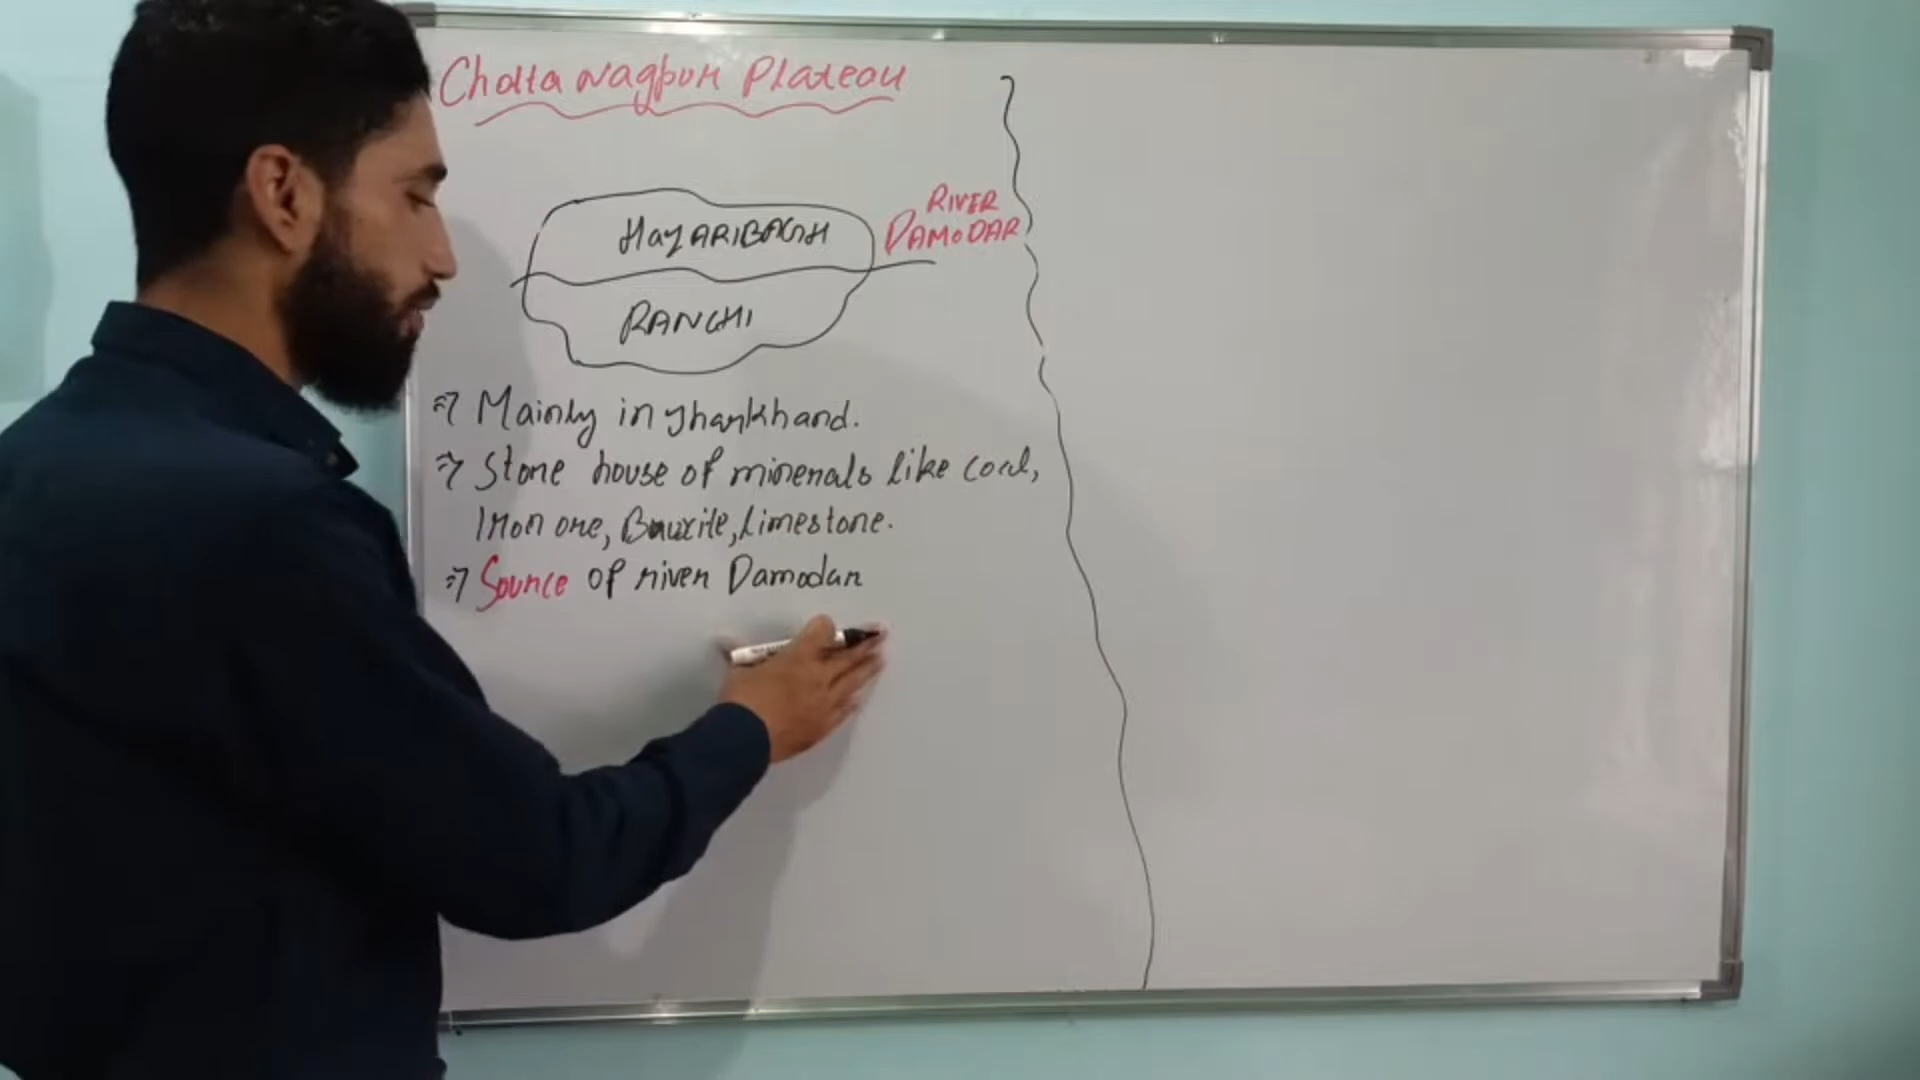 Chotta Nagpur Plateau
RIVER
DAMODAR
HazARIBAGH
RANCHI
⇒ Mainly in Jharkhand.
⇒ Store house of minerals like coal,
Iron ore, Bauxite, Limestone.
⇒ Source of river Damodar